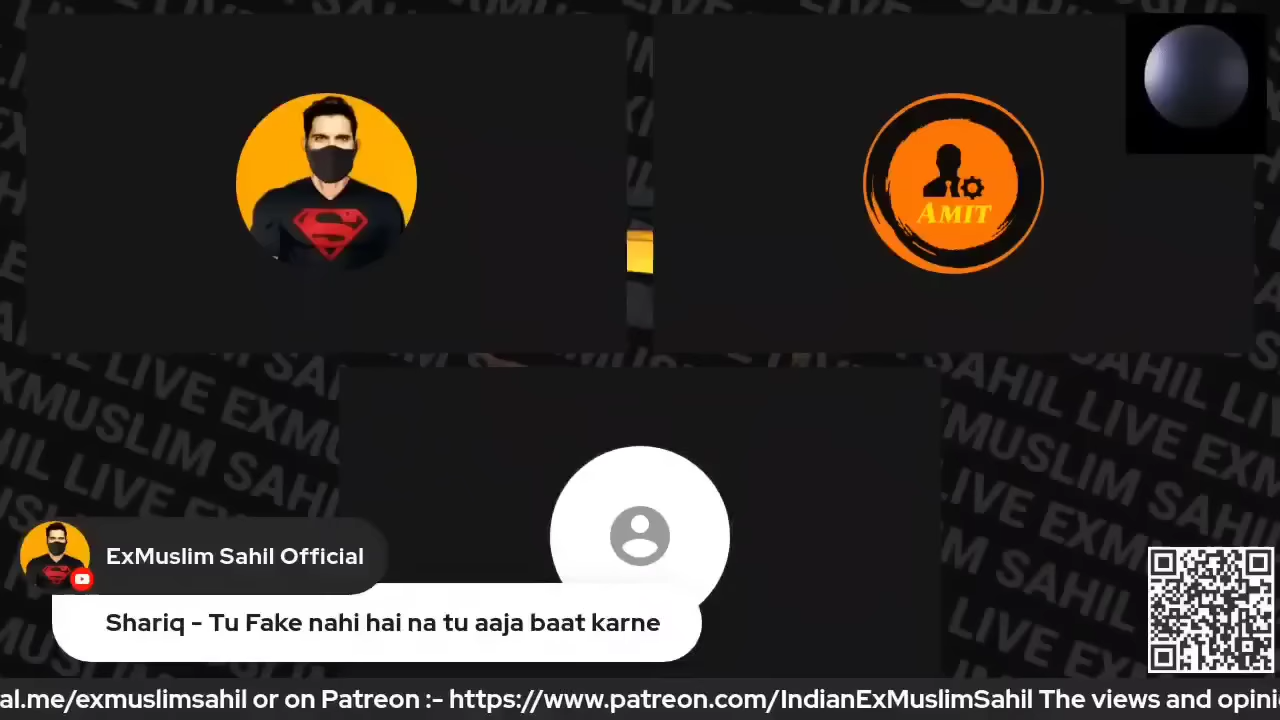 AMIT
ExMuslim Sahil Official
Shariq - Tu Fake nahi hai na tu aaja baat karne
al.me/exmuslimsahil or on Patreon :- https://www.patreon.com/IndianExMuslimSahil The views and opini